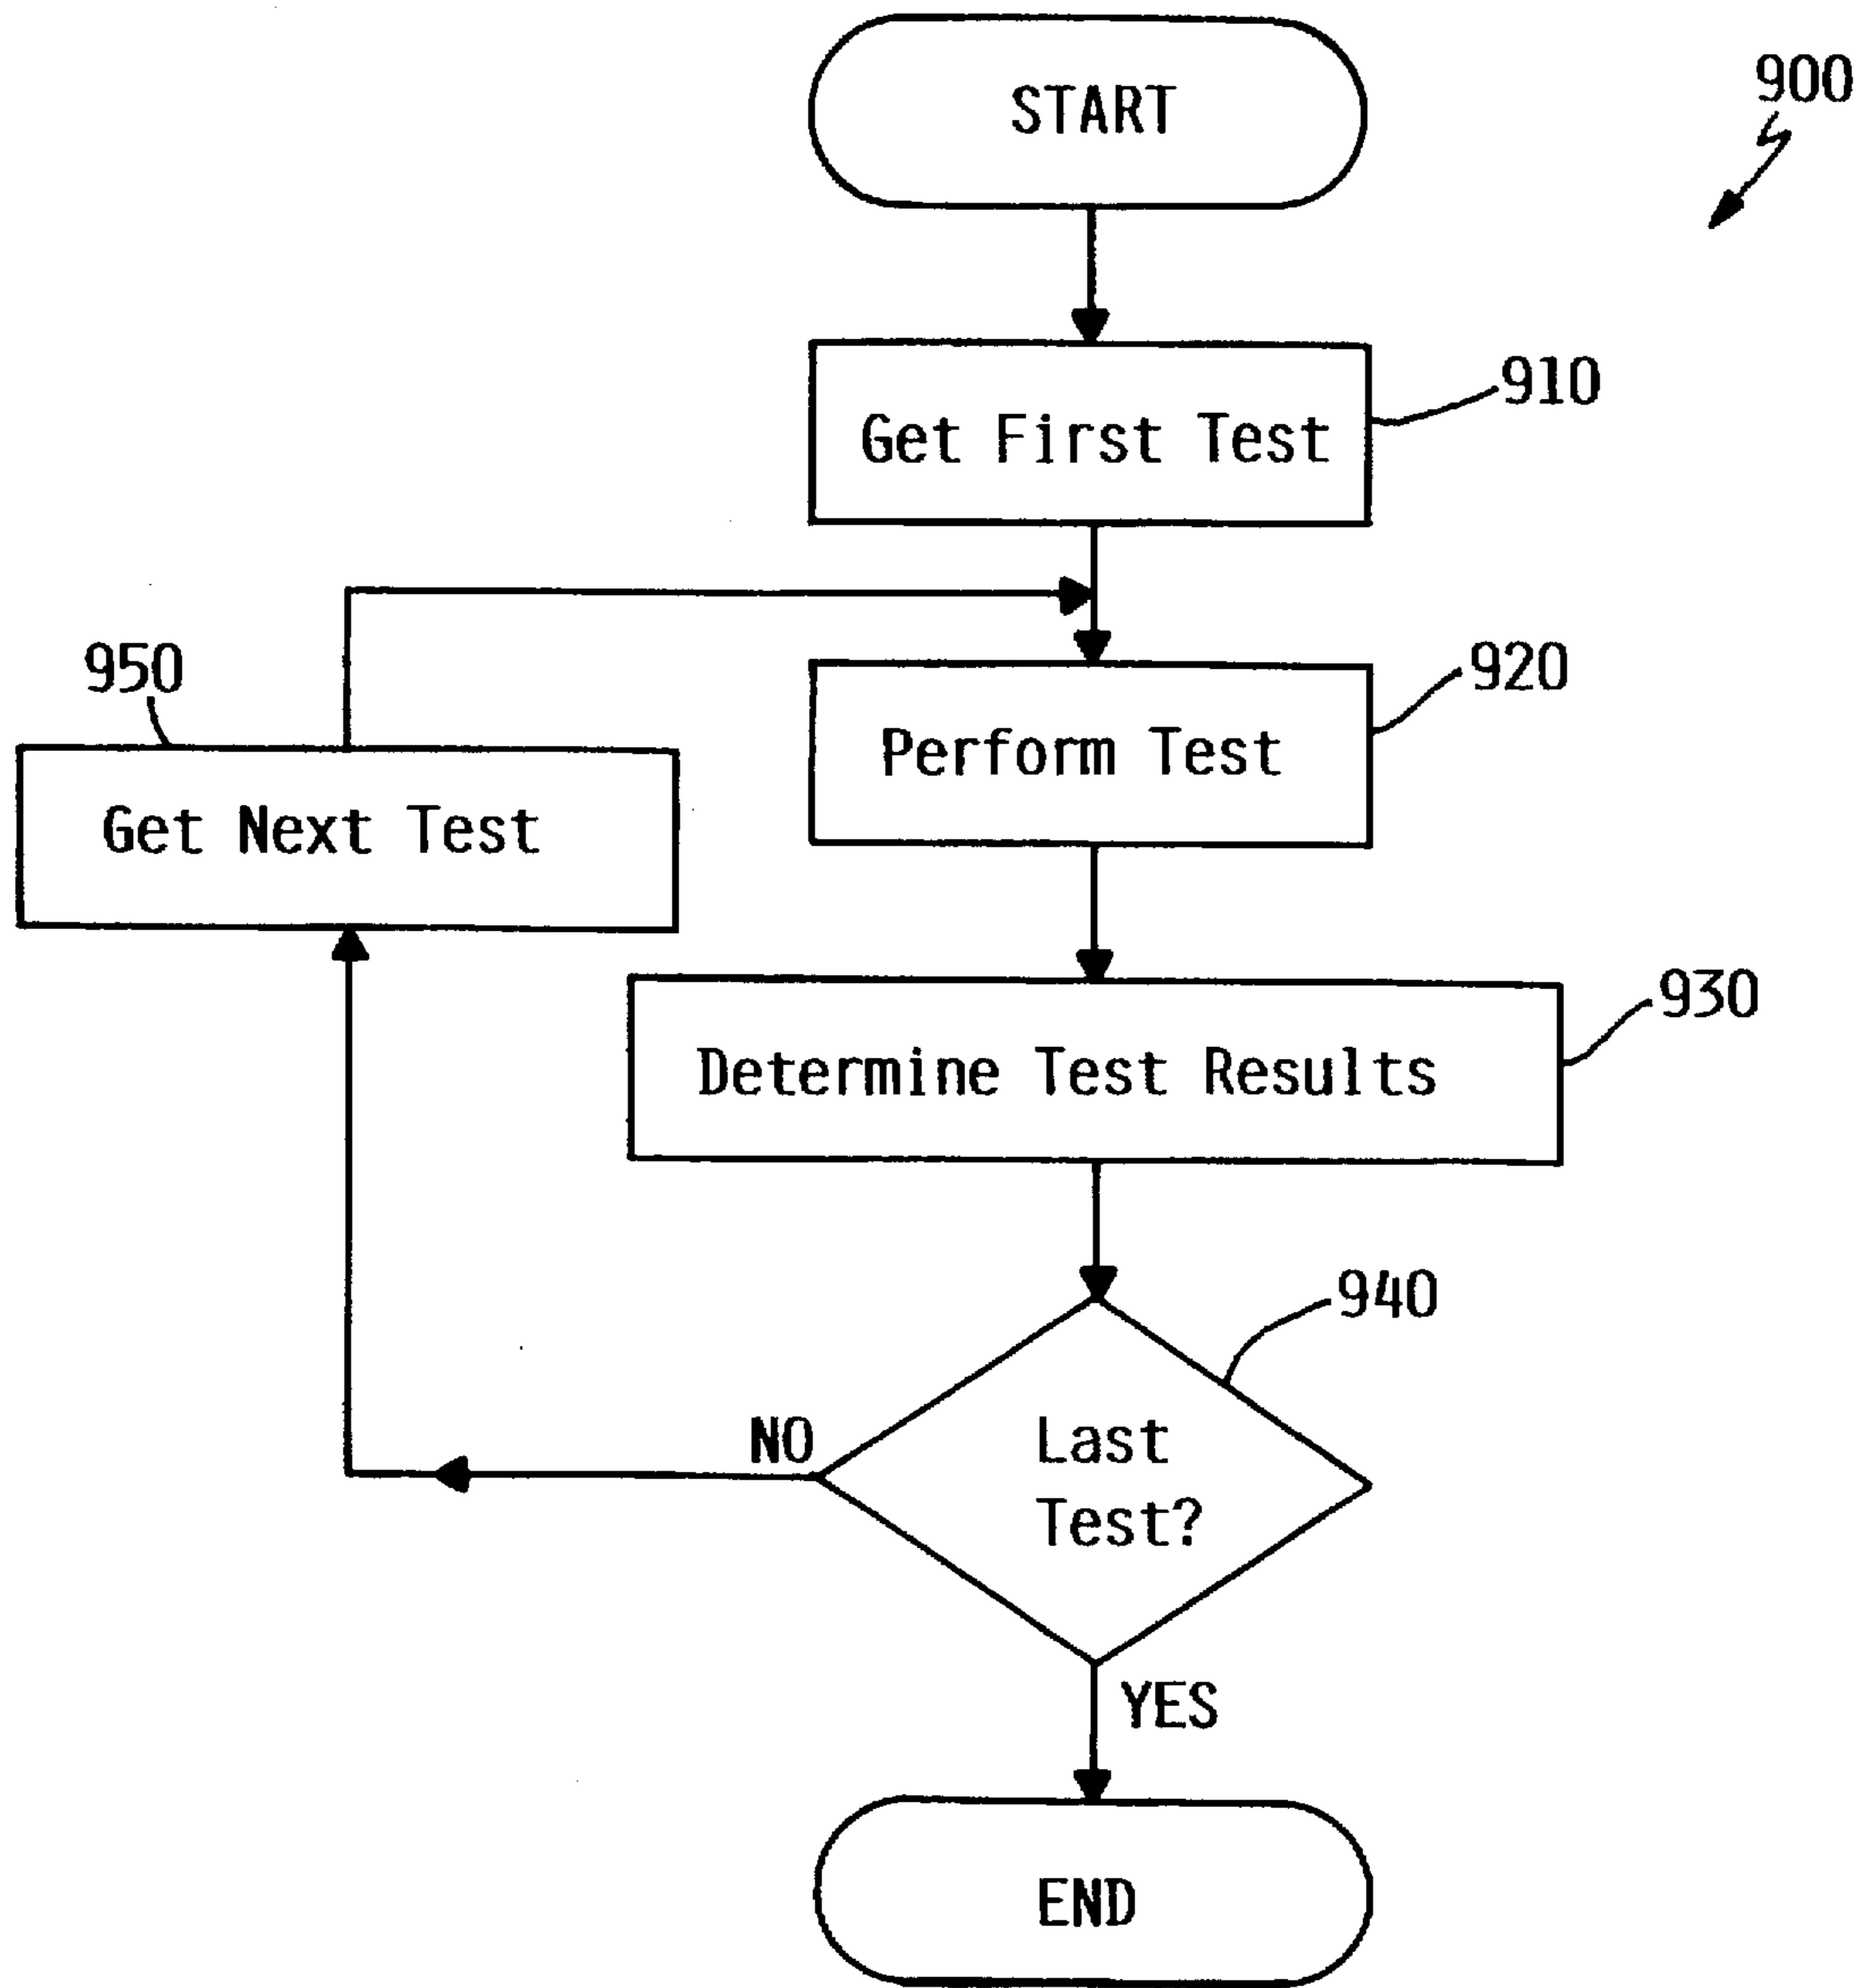 START
900
910
Get First Test
950
920
Perform Test
Get Next Test
930
Determine Test Results
940
NO
Last
Test?
YES
END